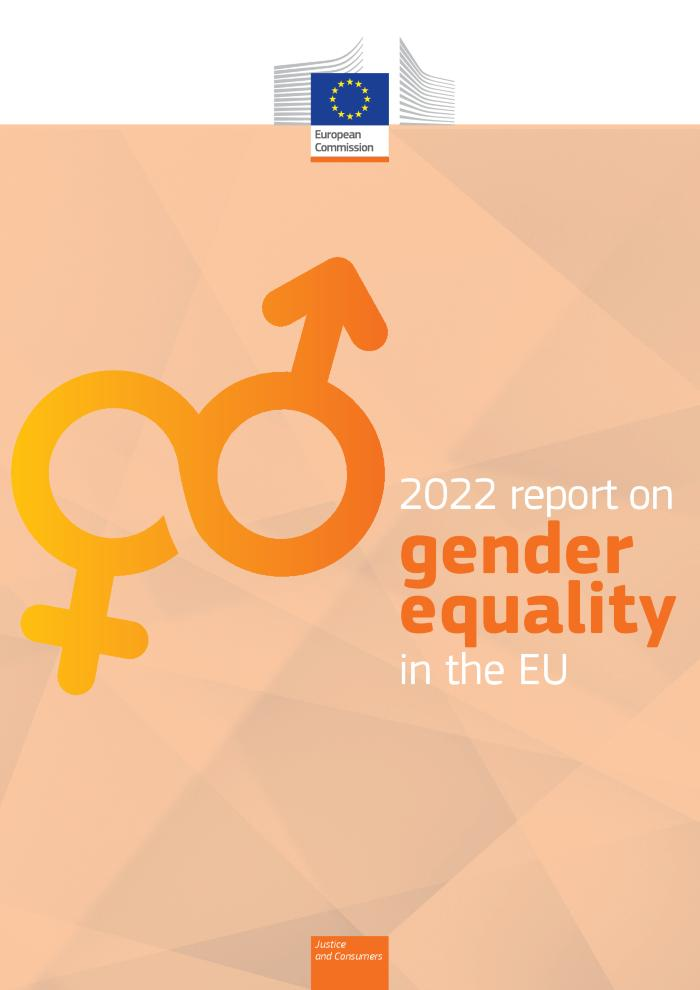 European
Commission
2022 report on
gender
equality
in the EU
Justice
and Consumers